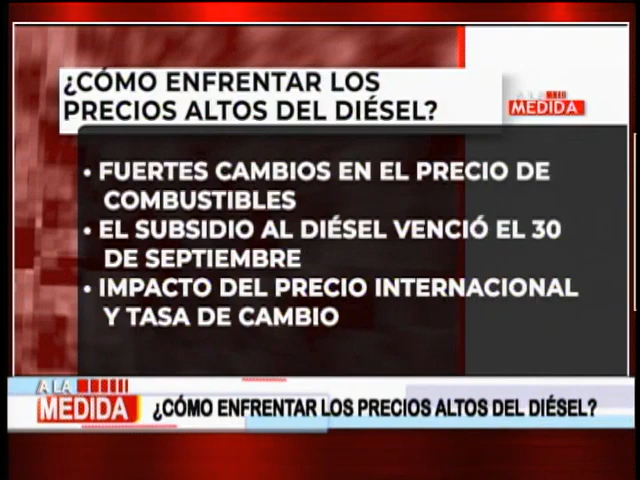 ¿CÓMO ENFRENTAR LOS
PRECIOS ALTOS DEL DIÉSEL?
A LA
MEDIDA
• FUERTES CAMBIOS EN EL PRECIO DE
COMBUSTIBLES
• EL SUBSIDIO AL DIÉSEL VENCIÓ EL 30
DE SEPTIEMBRE
• IMPACTO DEL PRECIO INTERNACIONAL
Y TASA DE CAMBIO
A LA
MEDIDA
¿CÓMO ENFRENTAR LOS PRECIOS ALTOS DEL DIÉSEL?